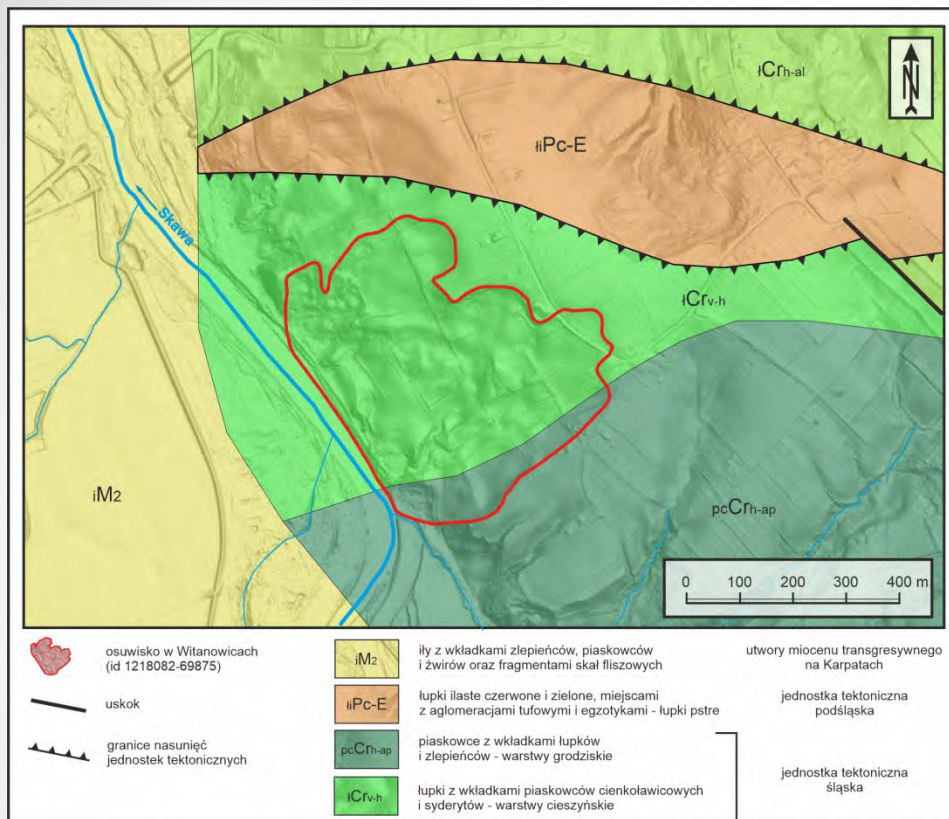 łCrh-al
N
łiPc-E
Skawa
łCrv-h
iM2
pcCrh-ap
0 100 200 300 400 m
osuwisko w Witanowicach
(id 1218082-69875)
uskok
granice nasunięć
jednostek tektonicznych
iM2
iły z wkładkami zlepieńców, piaskowców
i żwirów oraz fragmentami skał fliszowych
utwory miocenu transgresywnego
na Karpatach
łiPc-E
łupki ilaste czerwone i zielone, miejscami
z aglomeracjami tufowymi i egzotykami - łupki pstre
jednostka tektoniczna
podśląska
pcCrh-ap
piaskowce z wkładkami łupków
i zlepieńców - warstwy grodziskie
łCrv-h
łupki z wkładkami piaskowców cienkoławicowych
i syderytów - warstwy cieszyńskie
jednostka tektoniczna
śląska